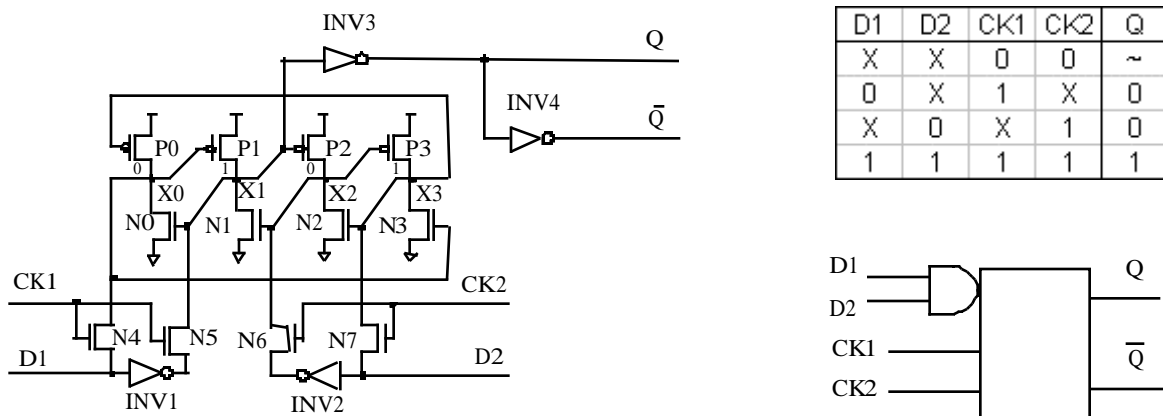 INV3
Q
INV4
Q̅
P0 P1 P2 P3
0 1 0 1
X0 X1 X2 X3
N0 N1 N2 N3
CK1 CK2
N4 N5 N6 N7
D1 D2
INV1 INV2
D1 D2 CK1 CK2 Q
X X 0 0 ~
0 X 1 X 0
X 0 X 1 0
1 1 1 1 1
D1 Q
D2
CK1 Q̅
CK2